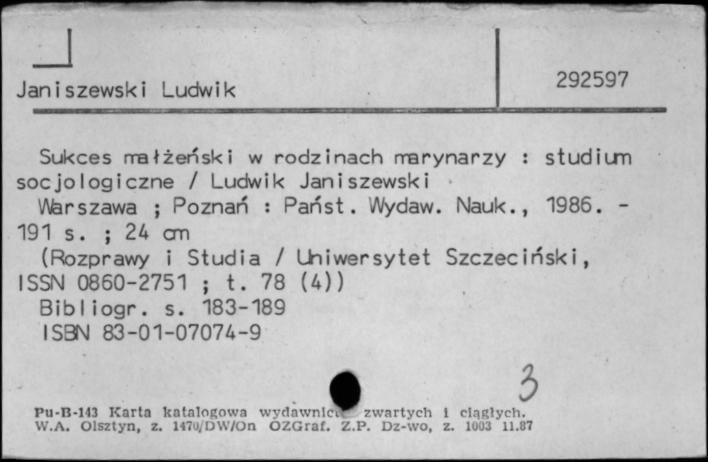 Janiszewski Ludwik
292597
Sukces małżeński w rodzinach marynarzy : studium
socjologiczne / Ludwik Janiszewski
Warszawa ; Poznań : Państ. Wydaw. Nauk., 1986. -
191 s. ; 24 cm
(Rozprawy i Studia / Uniwersytet Szczeciński,
ISSN 0860-2751 ; t. 78 (4))
Bibliogr. s. 183-189
ISBN 83-01-07074-9
3
Pu-B-143 Karta katalogowa zwartych i ciągłych.
W.A. Olsztyn, z. 1470/DW/On OZGraf. Z.P. Dz-wo, z. 1003 11.87